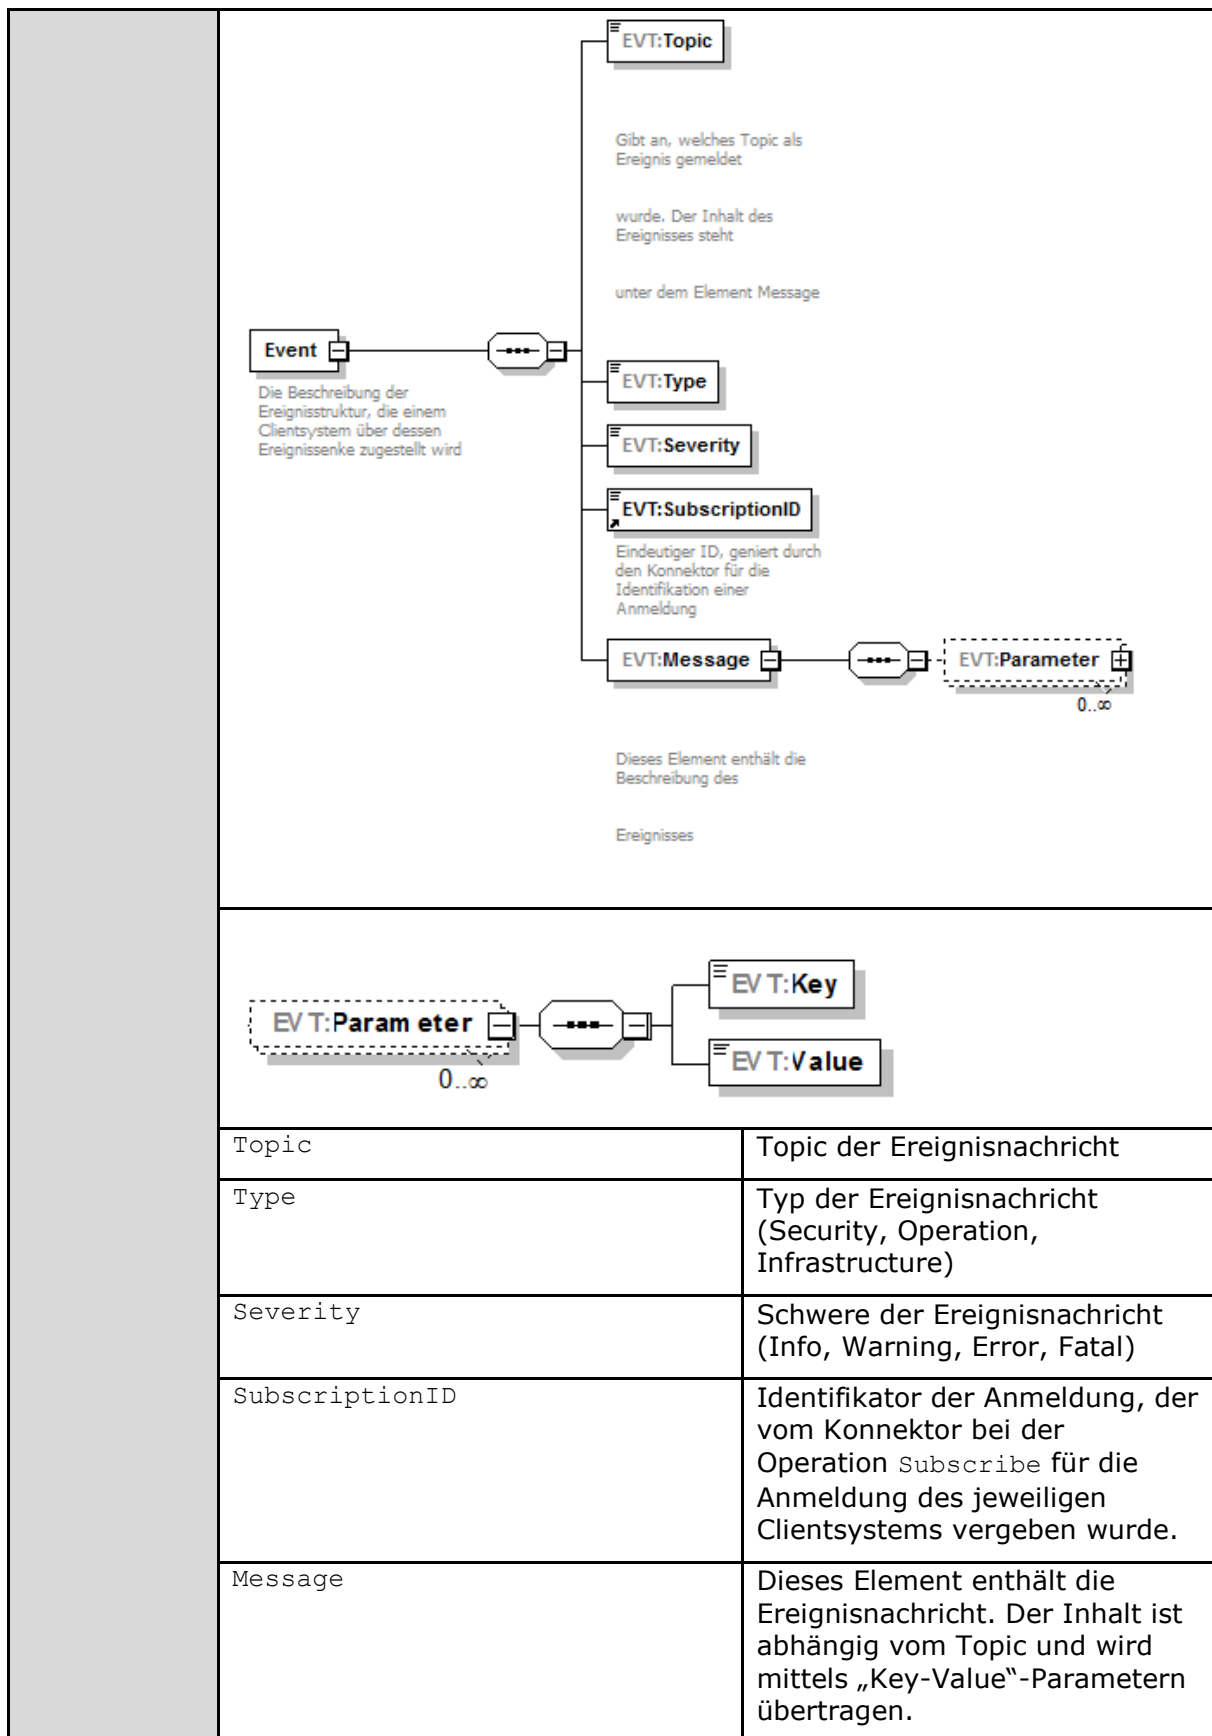 EVT:Topic
Gibt an, welches Topic als
Ereignis gemeldet
wurde. Der Inhalt des
Ereignisses steht
unter dem Element Message
Event
Die Beschreibung der
Ereignisstruktur, die einem
Clientsystem über dessen
Ereignissenke zugestellt wird
EVT:Type
EVT:Severity
EVT:SubscriptionID
Eindeutiger ID, geniert durch
den Konnektor für die
Identifikation einer
Anmeldung
EVT:Message
EVT:Parameter
0..∞
Dieses Element enthält die
Beschreibung des
Ereignisses
EVT:Parameter
0..∞
EVT:Key
EVT:Value
Topic
Topic der Ereignisnachricht
Type
Typ der Ereignisnachricht
(Security, Operation,
Infrastructure)
Severity
Schwere der Ereignisnachricht
(Info, Warning, Error, Fatal)
SubscriptionID
Identifikator der Anmeldung, der
vom Konnektor bei der
Operation Subscribe für die
Anmeldung des jeweiligen
Clientsystems vergeben wurde.
Message
Dieses Element enthält die
Ereignisnachricht. Der Inhalt ist
abhängig vom Topic und wird
mittels „Key-Value“-Parametern
übertragen.